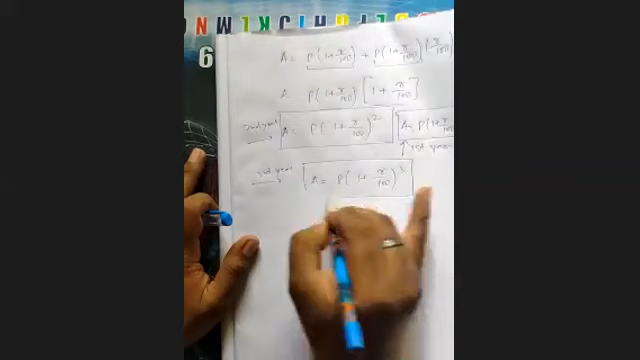 N M L K J I H
9
A = P(1+r/100) + P(1+r/100)(r/100)
A P(1+r/100)[1+r/100]
2nd year A = P(1+r/100)² A = P(1+r/100
1st year
3rd year A = P(1+r/100)³